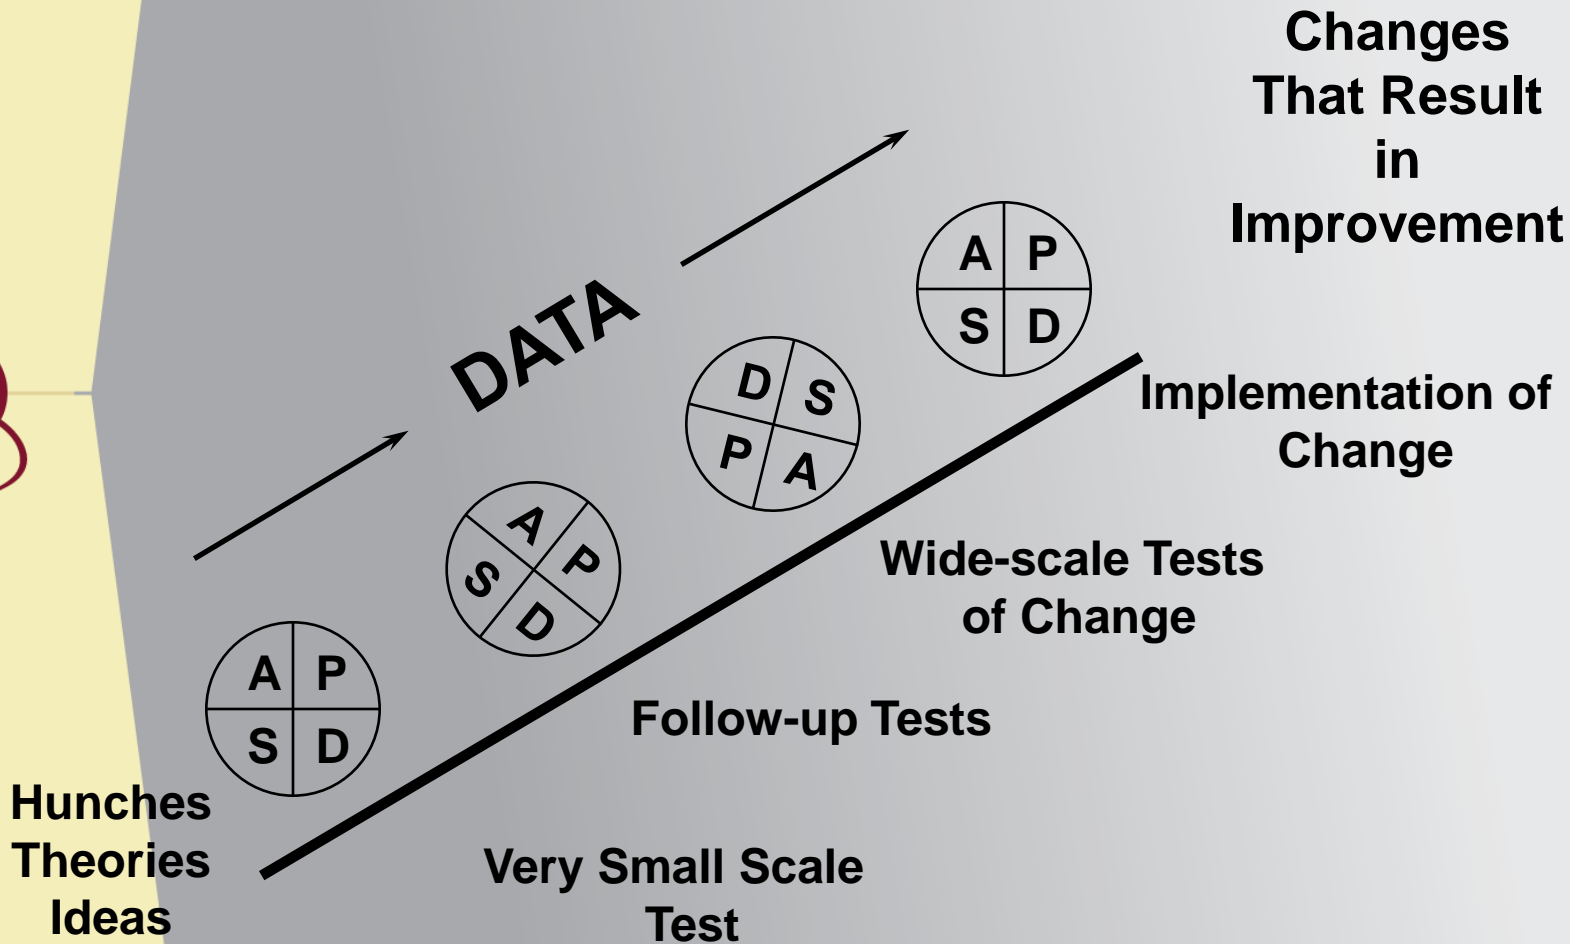 Changes
That Result
in
Improvement
DATA
A P
S D
D S
P A
A P
S D
A P
S D
Implementation of
Change
Wide-scale Tests
of Change
Follow-up Tests
Very Small Scale
Test
Hunches
Theories
Ideas